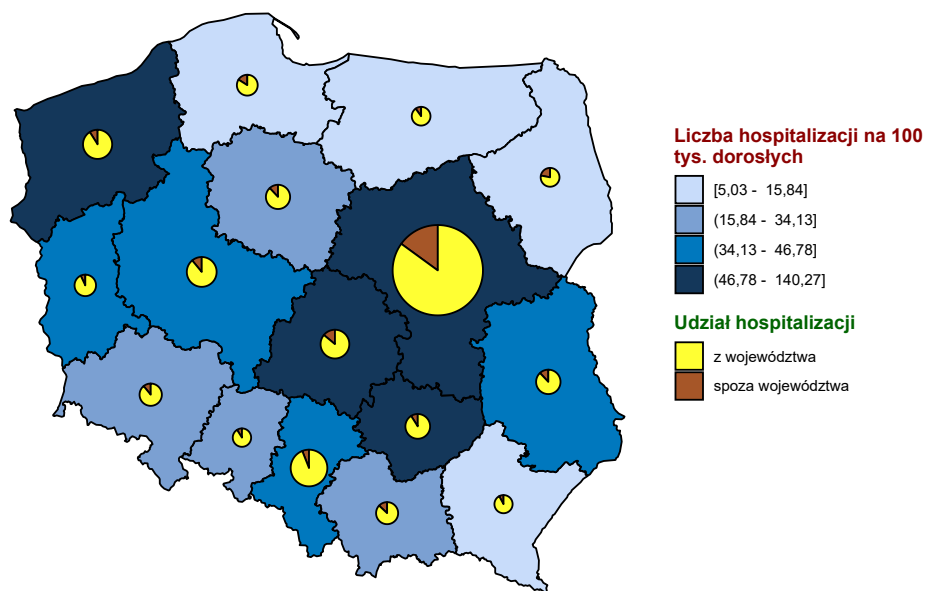 Liczba hospitalizacji na 100
tys. dorosłych
[5,03 - 15,84]
(15,84 - 34,13]
(34,13 - 46,78]
(46,78 - 140,27]
Udział hospitalizacji
z województwa
spoza województwa